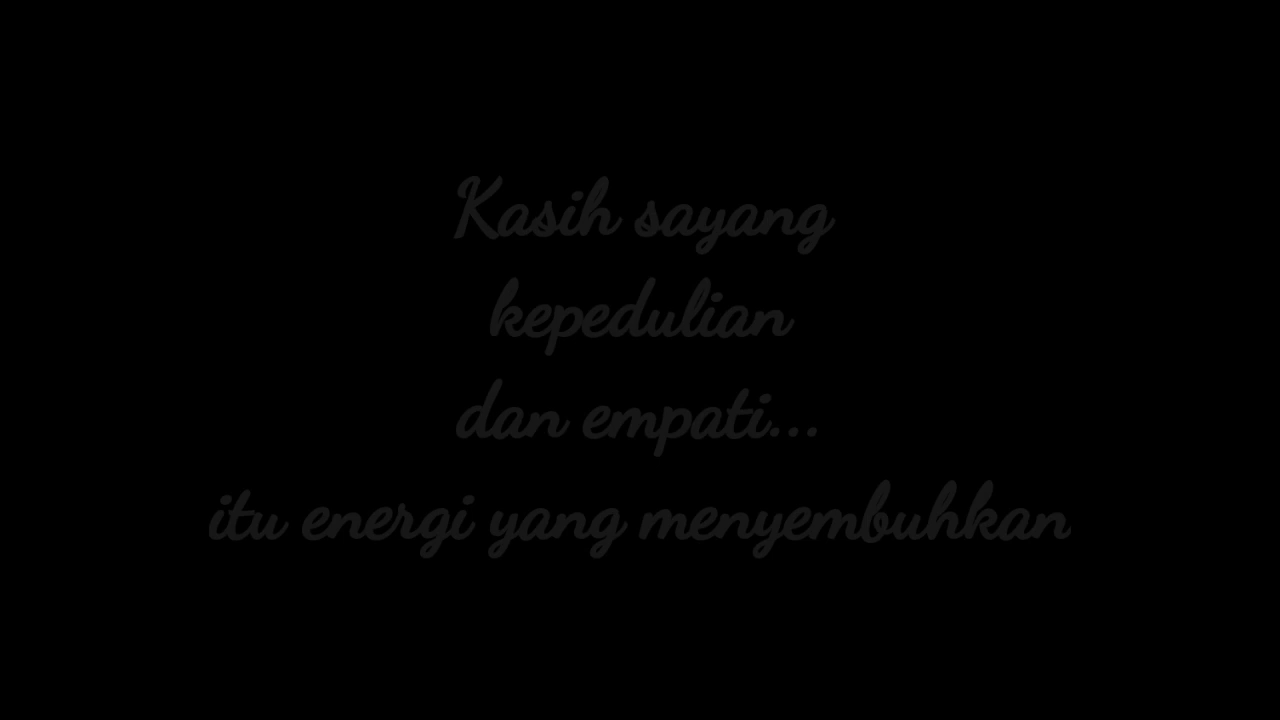 Kasih sayang
kepedulian
dan empati...
itu energi yang menyembuhkan